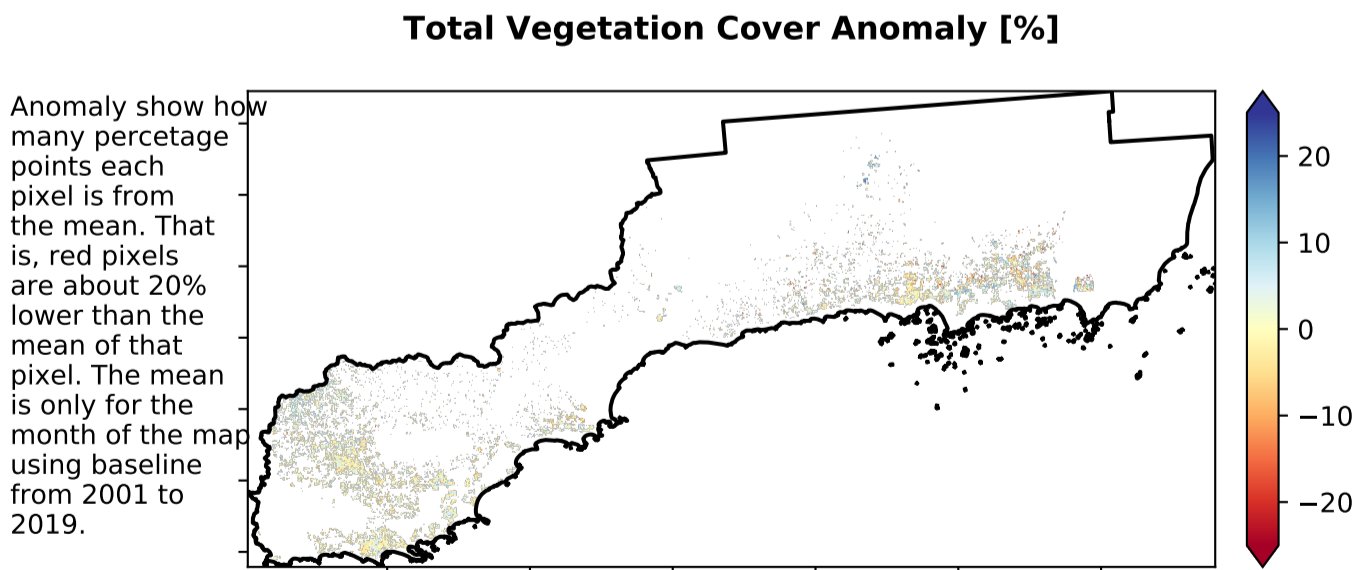 Total Vegetation Cover Anomaly [%]
Anomaly show how
many percetage
points each
pixel is from
the mean. That
is, red pixels
are about 20%
lower than the
mean of that
pixel. The mean
is only for the
month of the map
using baseline
from 2001 to
2019.
20
10
0
−10
−20